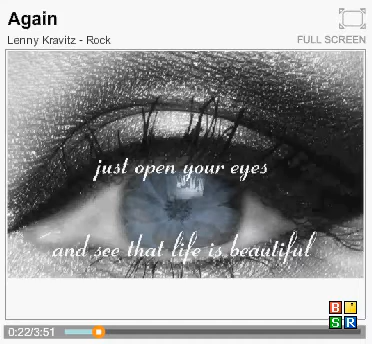 Again
Lenny Kravitz - Rock
FULL SCREEN
just open your eyes
and see that life is beautiful
B
S R
0:22/3:51